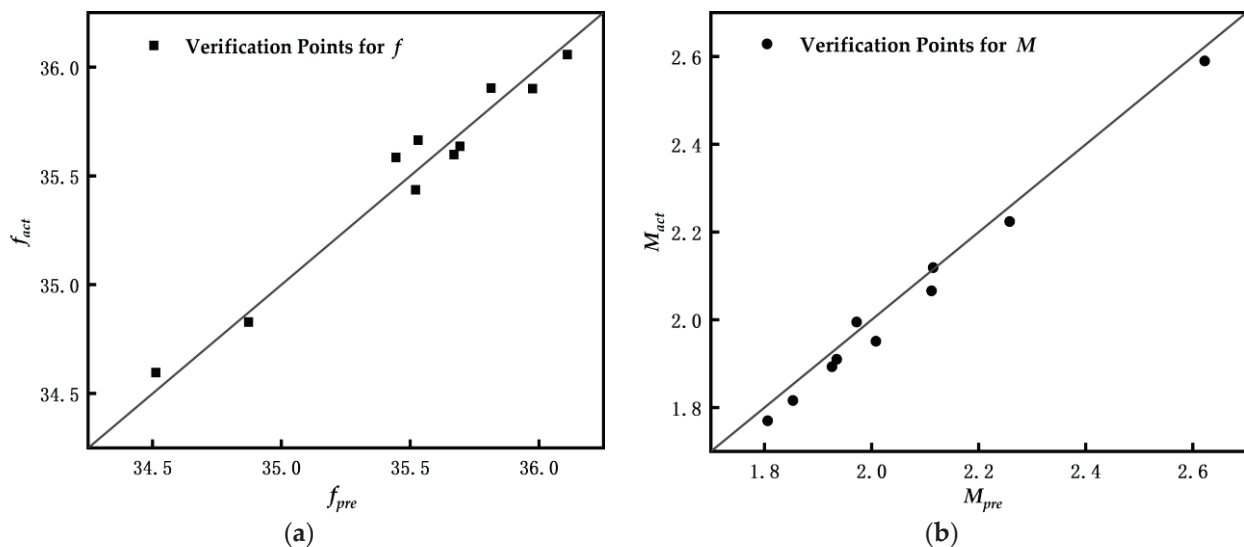 Verification Points for f
36.0
35.5
35.0
34.5
f_act
34.5 35.0 35.5 36.0
f_pre
(a)
Verification Points for M
2.6
2.4
2.2
2.0
1.8
M_act
1.8 2.0 2.2 2.4 2.6
M_pre
(b)